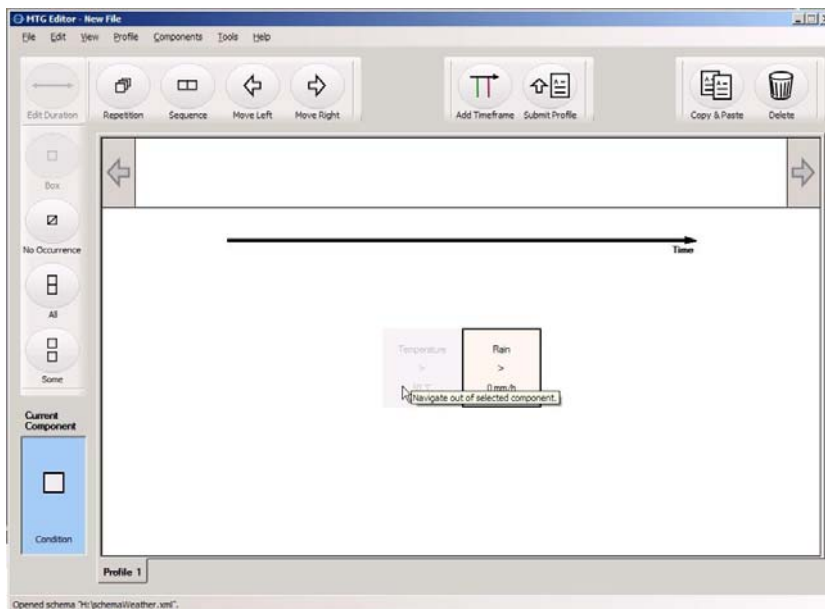 MTG Editor - New File
File Edit View Profile Components Tools Help
Edit Duration Repetition Sequence Move Left Move Right Add Timeframe Submit Profile Copy & Paste Delete
Box
No Occurrence
All
Some
Time
Temperature Rain
> >
0 mm/h
Navigate out of selected component.
Current
Component
Condition
Profile 1
Opened schema "H:\schemaWeather.xml".